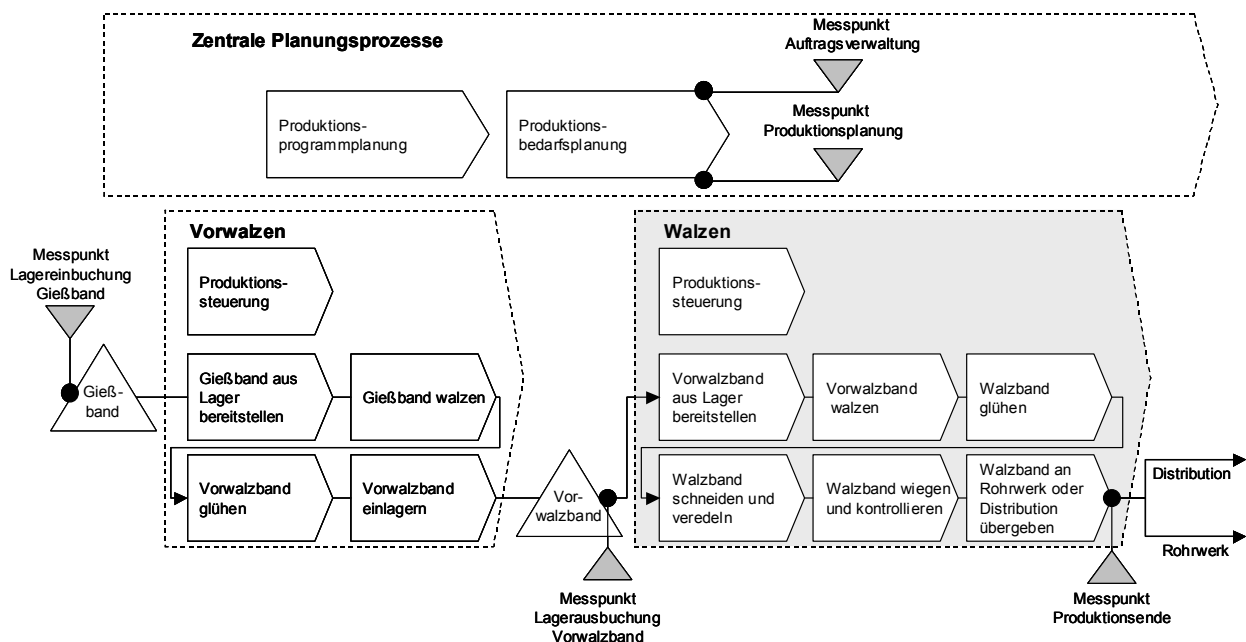 Zentrale Planungsprozesse
Messpunkt
Auftragsverwaltung
Produktions-
programmplanung
Produktions-
bedarfsplanung
Messpunkt
Produktionsplanung
Messpunkt
Lagereinbuchung
Gießband
Gieß-
band
Vorwalzen
Produktions-
steuerung
Gießband aus
Lager
bereitstellen
Gießband walzen
Vorwalzband
glühen
Vorwalzband
einlagern
Vor-
walzband
Messpunkt
Lagerausbuchung
Vorwalzband
Walzen
Produktions-
steuerung
Vorwalzband
aus Lager
bereitstellen
Vorwalzband
walzen
Walzband
glühen
Walzband
schneiden und
veredeln
Walzband wiegen
und kontrollieren
Walzband an
Rohrwerk oder
Distribution
übergeben
Messpunkt
Produktionsende
Distribution
Rohrwerk